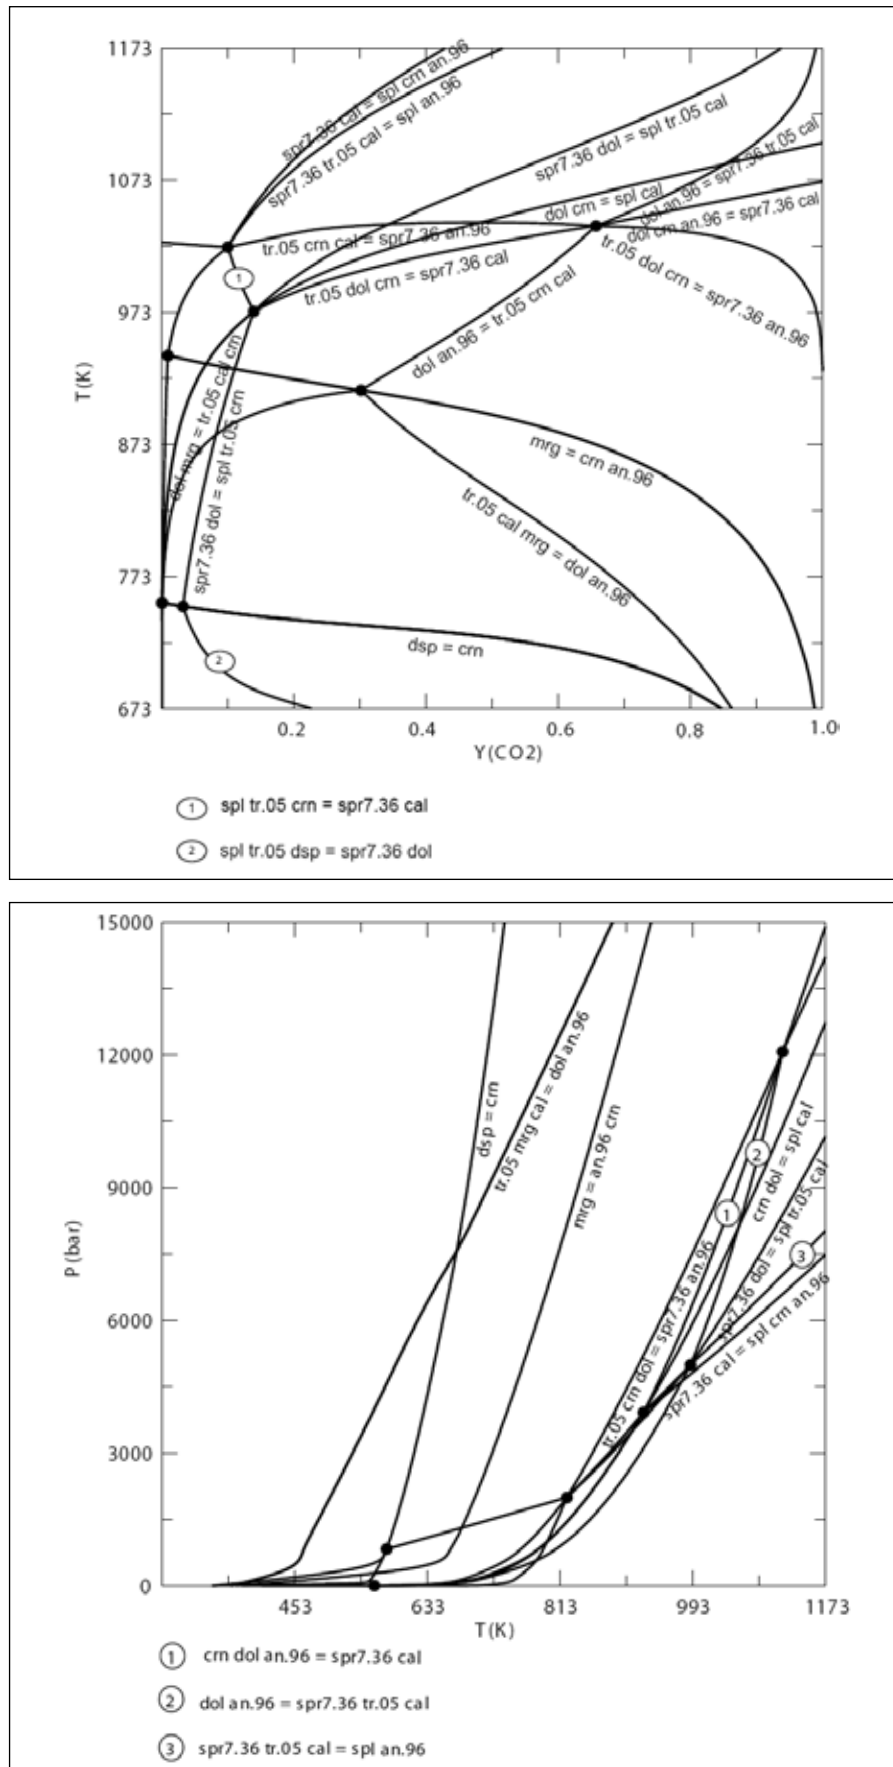 1173
1073
973
873
773
673
T(K)
0.2
0.4
0.6
0.8
1.0
Y(CO2)
spr7.36 cal = spl crn an.96
spr7.36 tr.05 cal = spl an.96
spr7.36 dol = spl tr.05 cal
dol crn = spl cal
dol an.96 = spr7.36 tr.05 cal
dol crn an.96 = spr7.36 cal
tr.05 crn cal = spr7.36 an.96
tr.05 dol crn = spr7.36 cal
tr.05 dol crn = spr7.36 an.96
dol an.96 = tr.05 crn cal
dol mrg = tr.05 cal crn
spr7.36 dol = spl tr.05 crn
mrg = crn an.96
tr.05 cal mrg = dol an.96
dsp = crn
1
2
1 spl tr.05 crn = spr7.36 cal
2 spl tr.05 dsp = spr7.36 dol
15000
12000
9000
6000
3000
0
P(bar)
453
633
813
993
1173
T(K)
dsp = crn
tr.05 mrg cal = dol an.96
mrg = an.96 crn
tr.05 crn dol = spr7.36 an.96
crn dol = spl cal
spr7.36 dol = spl tr.05 cal
spr7.36 cal = spl crn an.96
1
2
3
1 crn dol an.96 = spr7.36 cal
2 dol an.96 = spr7.36 tr.05 cal
3 spr7.36 tr.05 cal = spl an.96